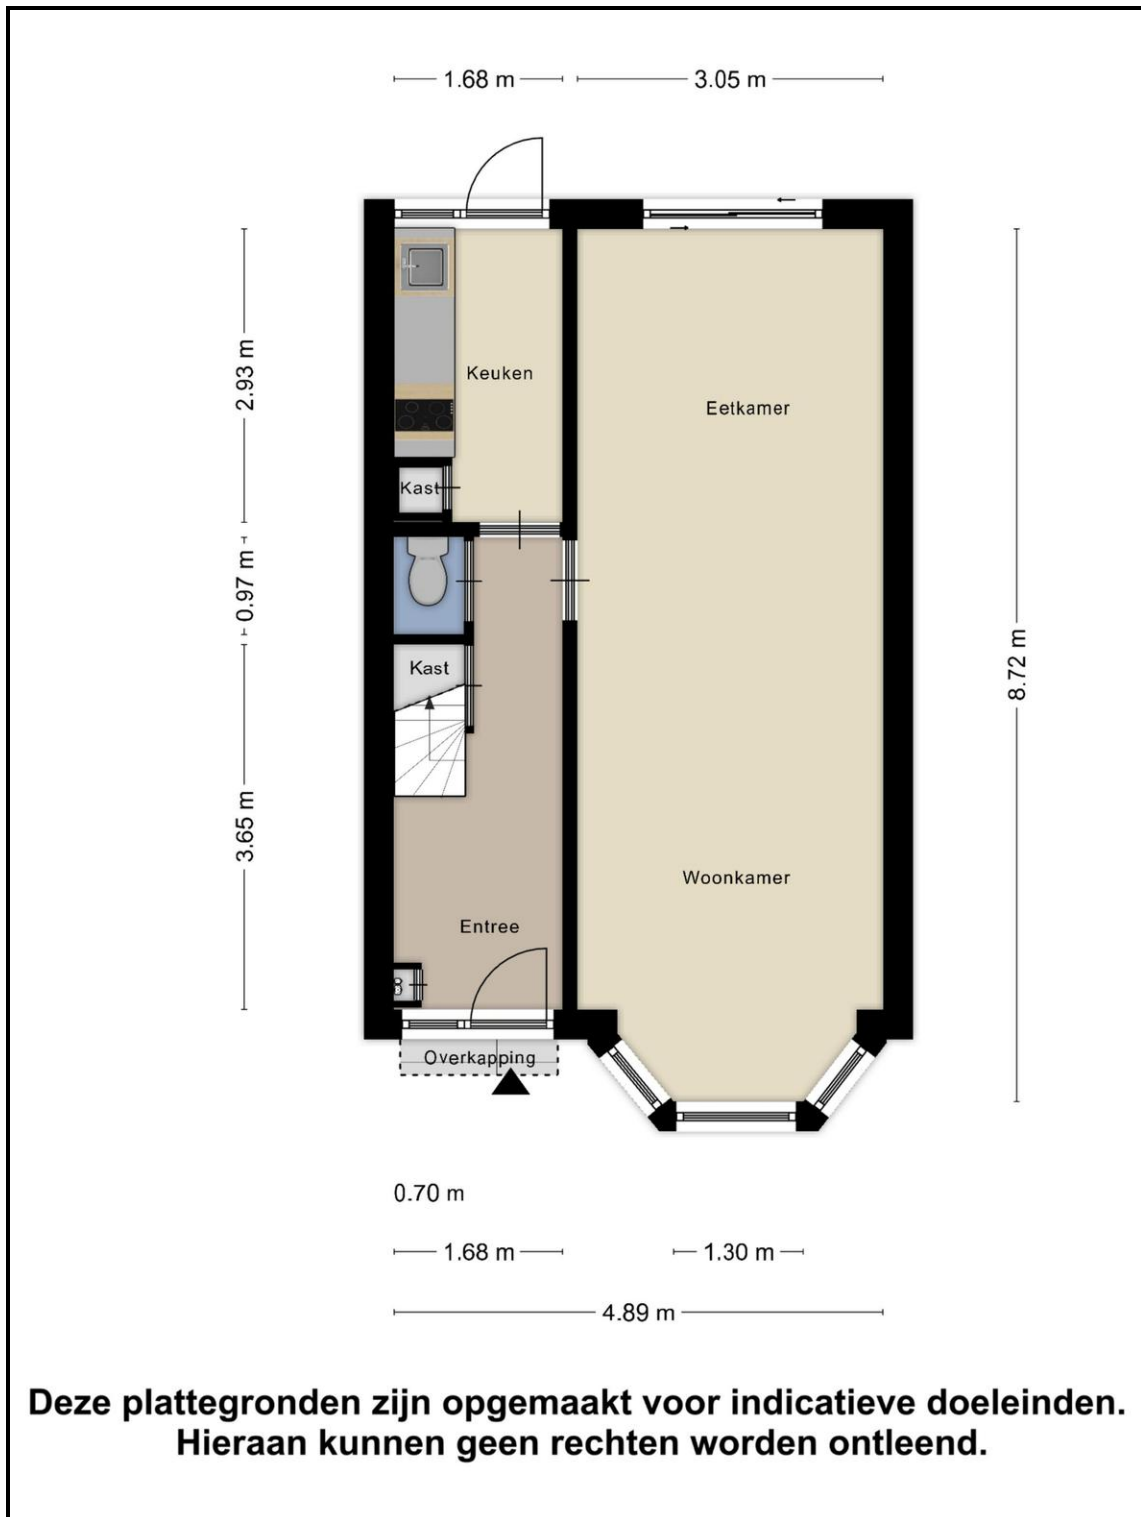 1.68 m
3.05 m
2.93 m
Keuken
Eetkamer
Kast
0.97 m
8.72 m
Kast
3.65 m
Woonkamer
Entree
Overkapping
0.70 m
1.68 m
1.30 m
4.89 m
Deze plattegronden zijn opgemaakt voor indicatieve doeleinden.
Hieraan kunnen geen rechten worden ontleend.